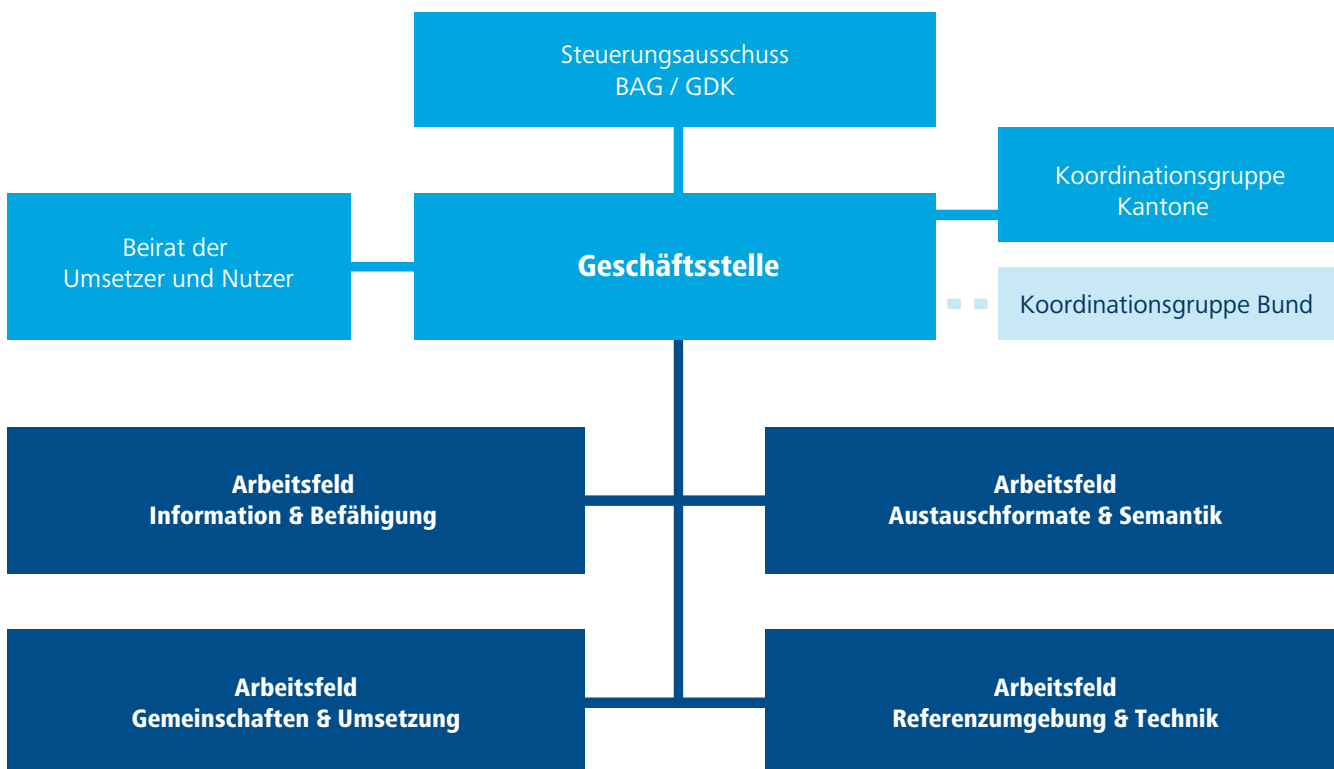 Steuerungsausschuss
BAG / GDK
Koordinationsgruppe
Kantone
Beirat der
Umsetzer und Nutzer
Geschäftsstelle
Koordinationsgruppe Bund
Arbeitsfeld
Information & Befähigung
Arbeitsfeld
Austauschformate & Semantik
Arbeitsfeld
Gemeinschaften & Umsetzung
Arbeitsfeld
Referenzumgebung & Technik